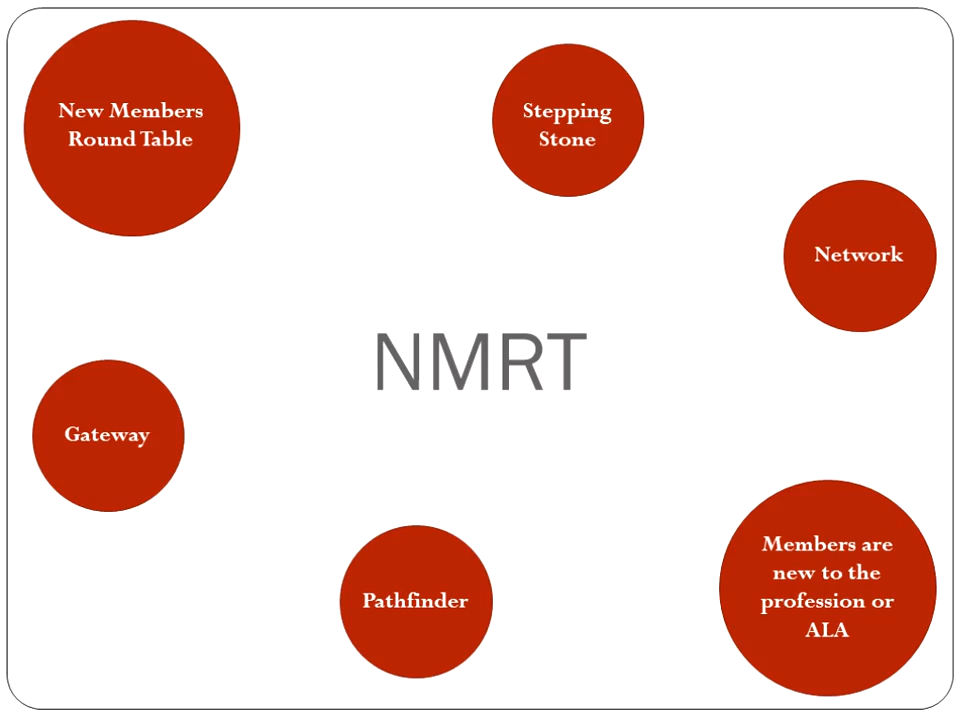 New Members
Round Table
Stepping
Stone
Network
NMRT
Gateway
Pathfinder
Members are
new to the
profession or
ALA